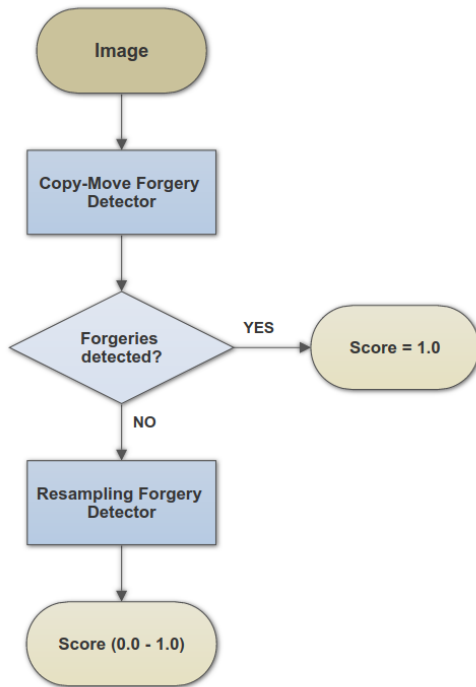 Image
Copy-Move Forgery
Detector
Forgeries
detected?
YES
Score = 1.0
NO
Resampling Forgery
Detector
Score (0.0 - 1.0)